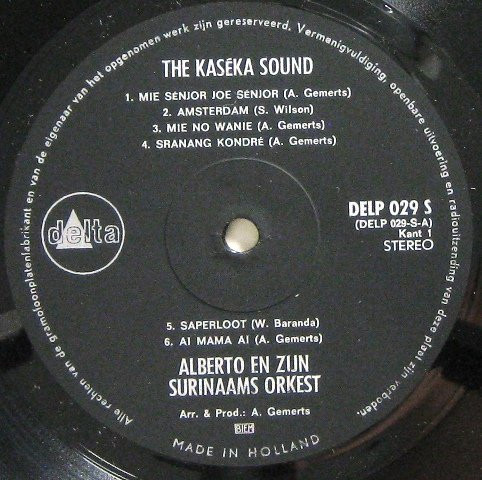 Alle rechten van de grammofoonplatenfabrikant en van de eigenaar van het opgenomen werk zijn gereserveerd. Vermenigvuldiging, openbare uitvoering en radiouitzending van deze plaat zijn verboden.
THE KASÉKA SOUND
1. MIE SENIOR JOE SENIOR (A. Gemerts)
2. AMSTERDAM (S. Wilson)
3. MIE NO WANIE (A. Gemerts)
4. SRANANG KONDRÉ (A. Gemerts)
delta
DELP 029 S
(DELP 029-S-A)
Kant 1
STEREO
5. SAPERLOOT (W. Baranda)
6. AI MAMA AI (A. Gemerts)
ALBERTO EN ZIJN
SURINAAMS ORKEST
Arr. & Prod.: A. Gemerts
BIEM
MADE IN HOLLAND